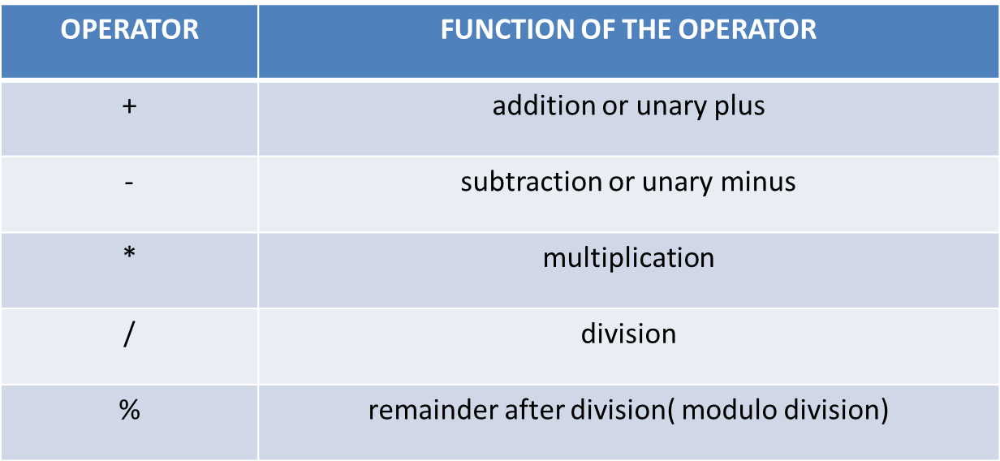 OPERATOR FUNCTION OF THE OPERATOR
+ addition or unary plus
- subtraction or unary minus
* multiplication
/ division
% remainder after division( modulo division)